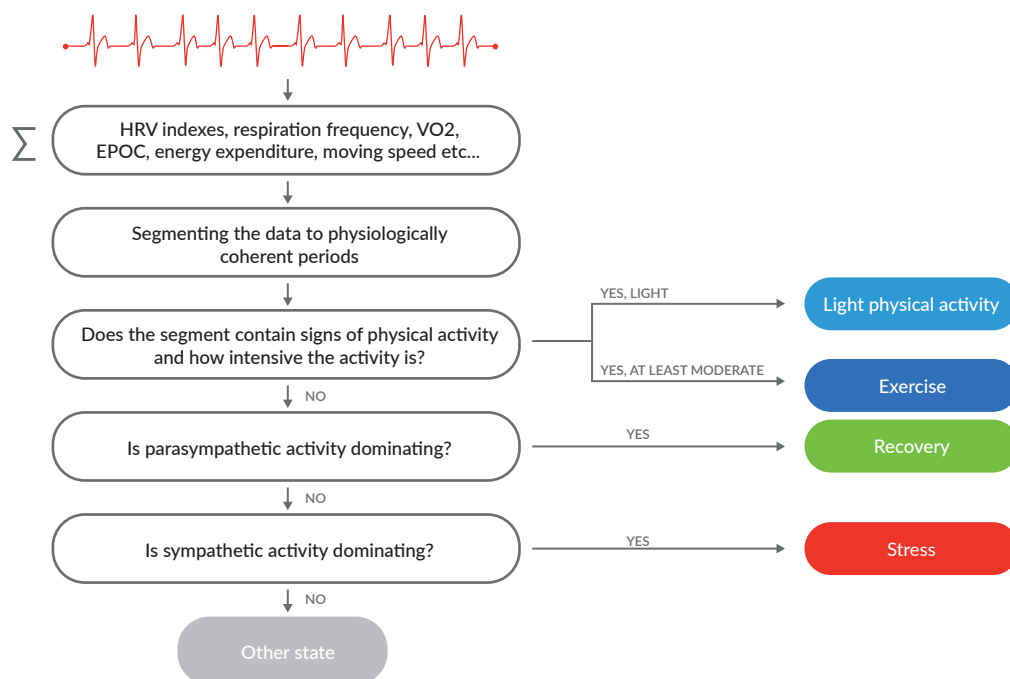 ∑
HRV indexes, respiration frequency, VO2,
EPOC, energy expenditure, moving speed etc...
Segmenting the data to physiologically
coherent periods
Does the segment contain signs of physical activity
and how intensive the activity is?
YES, LIGHT
Light physical activity
YES, AT LEAST MODERATE
Exercise
NO
Is parasympathetic activity dominating?
YES
Recovery
NO
Is sympathetic activity dominating?
YES
Stress
NO
Other state